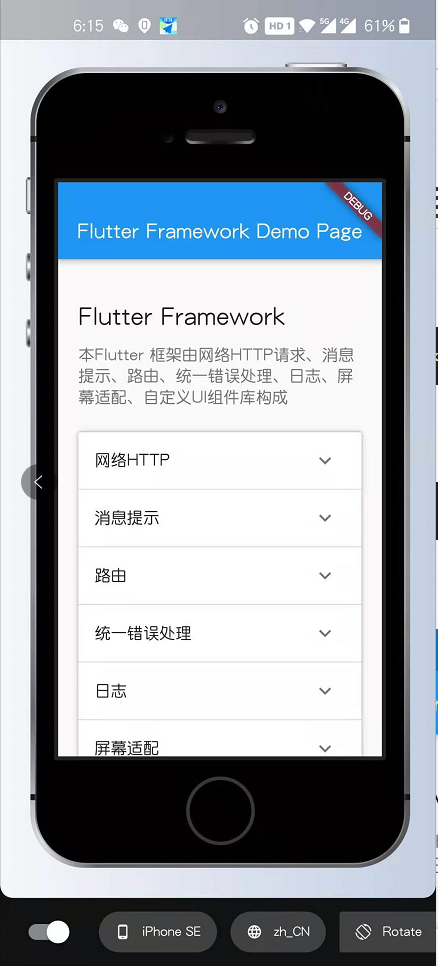 6:15 HD 1 5G 4G 61%
DEBUG
Flutter Framework Demo Page
Flutter Framework
本Flutter 框架由网络HTTP请求、消息
提示、路由、统一错误处理、日志、屏
幕适配、自定义UI组件库构成
网络HTTP
消息提示
路由
统一错误处理
日志
屏幕适配
iPhone SE zh_CN Rotate